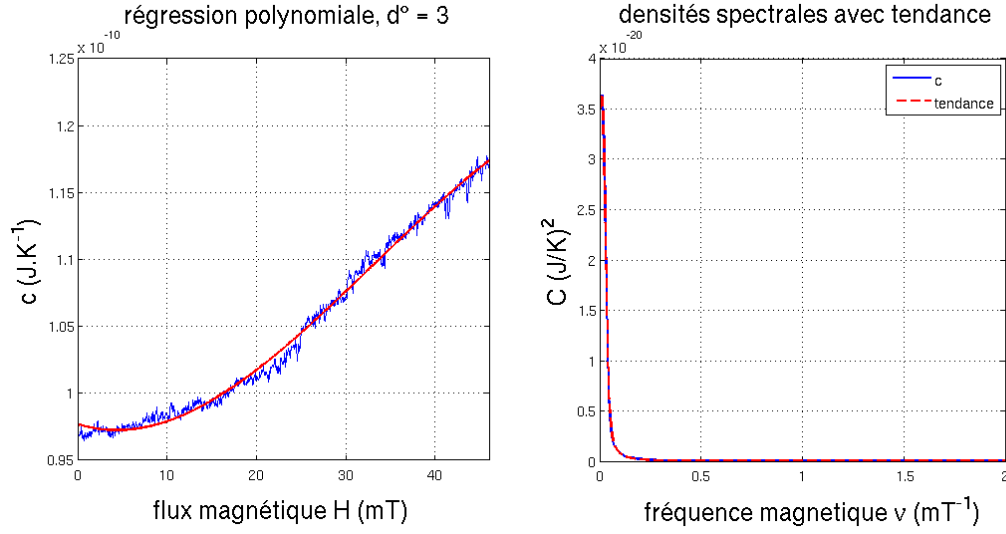 régression polynomiale, d° = 3
x 10⁻¹⁰
1.25
1.2
1.15
1.1
1.05
1
0.95
0
10
20
30
40
c (J.K⁻¹)
flux magnétique H (mT)
densités spectrales avec tendance
x 10⁻²⁰
4
3.5
3
2.5
2
1.5
1
0.5
0
0
0.5
1
1.5
2
c
tendance
C (J/K)²
fréquence magnetique ν (mT⁻¹)